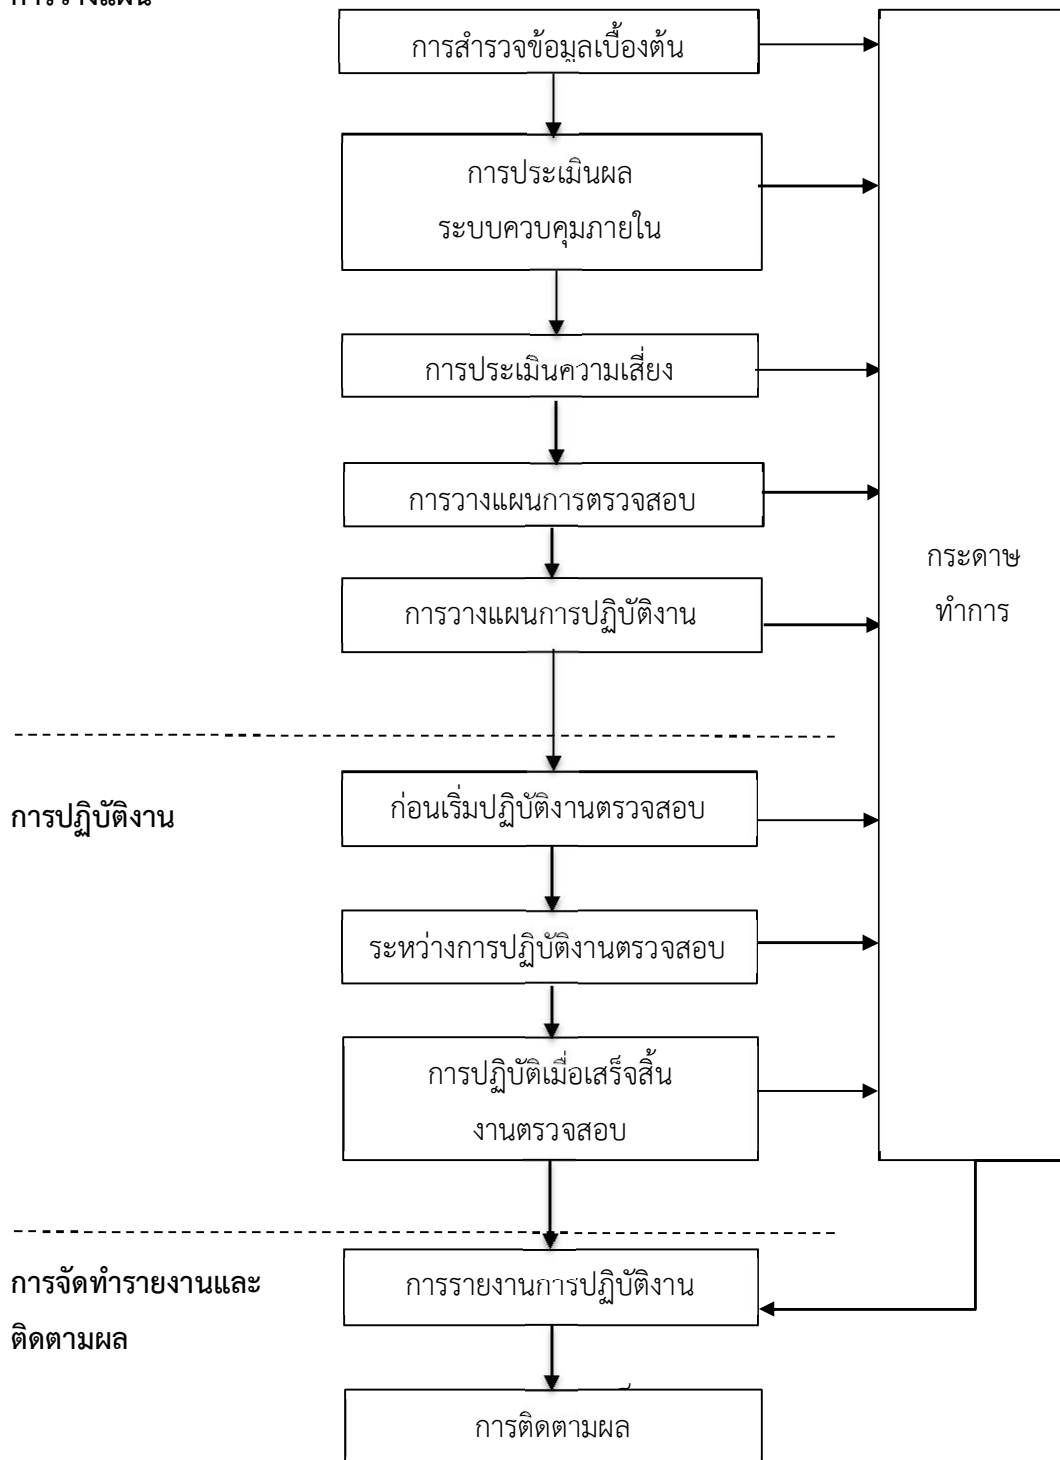 การวางแผน
การสำรวจข้อมูลเบื้องต้น
การประเมินผล
ระบบควบคุมภายใน
การประเมินความเสี่ยง
การวางแผนการตรวจสอบ
การวางแผนการปฏิบัติงาน
กระดาษ
ทำการ
การปฏิบัติงาน
ก่อนเริ่มปฏิบัติงานตรวจสอบ
ระหว่างการปฏิบัติงานตรวจสอบ
การปฏิบัติเมื่อเสร็จสิ้น
งานตรวจสอบ
การจัดทำรายงานและ
ติดตามผล
การรายงานการปฏิบัติงาน
การติดตามผล